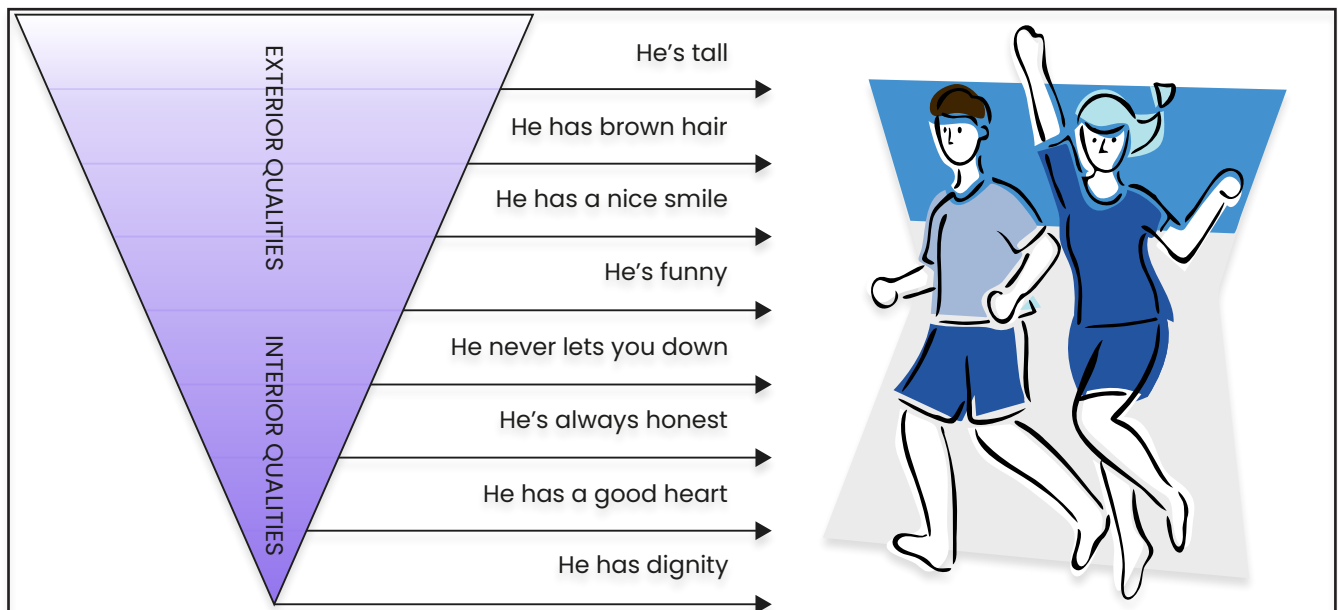 EXTERIOR QUALITIES
INTERIOR QUALITIES
He’s tall
He has brown hair
He has a nice smile
He’s funny
He never lets you down
He’s always honest
He has a good heart
He has dignity